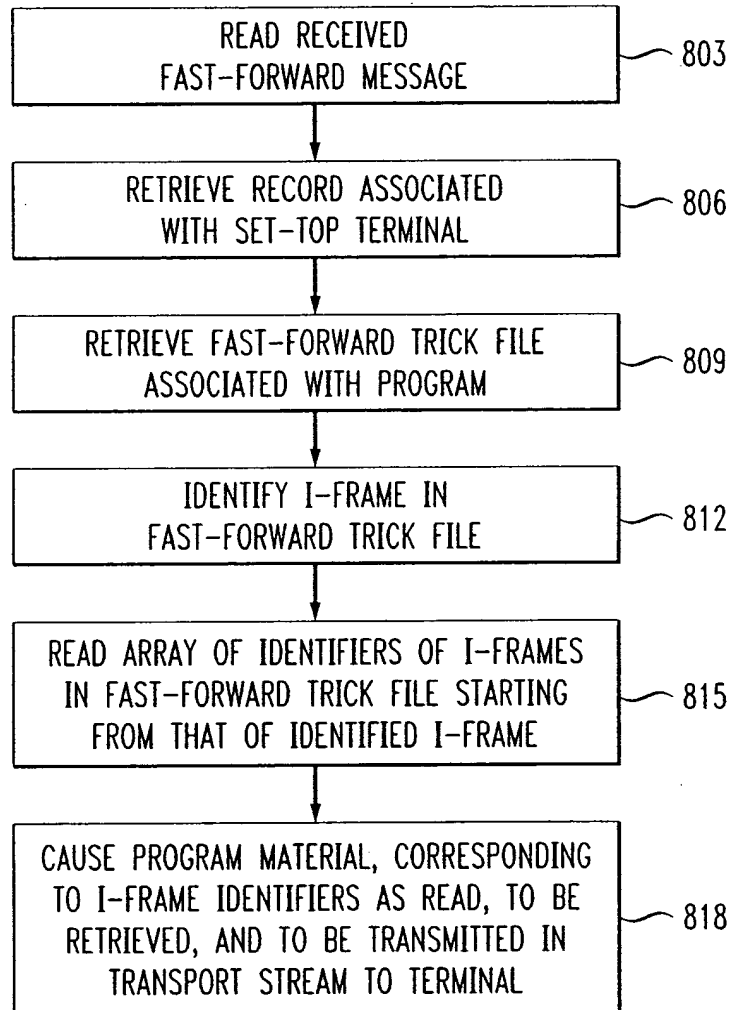 READ RECEIVED
FAST-FORWARD MESSAGE
803
RETRIEVE RECORD ASSOCIATED
WITH SET-TOP TERMINAL
806
RETRIEVE FAST-FORWARD TRICK FILE
ASSOCIATED WITH PROGRAM
809
IDENTIFY I-FRAME IN
FAST-FORWARD TRICK FILE
812
READ ARRAY OF IDENTIFIERS OF I-FRAMES
IN FAST-FORWARD TRICK FILE STARTING
FROM THAT OF IDENTIFIED I-FRAME
815
CAUSE PROGRAM MATERIAL, CORRESPONDING
TO I-FRAME IDENTIFIERS AS READ, TO BE
RETRIEVED, AND TO BE TRANSMITTED IN
TRANSPORT STREAM TO TERMINAL
818